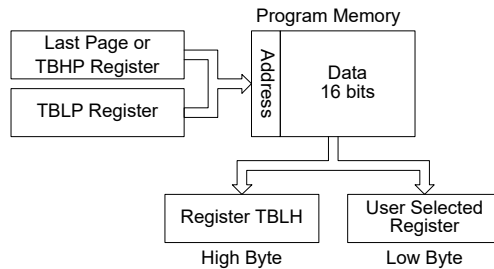 Program Memory
Last Page or
TBHP Register
TBLP Register
Address
Data
16 bits
Register TBLH
User Selected
Register
High Byte
Low Byte